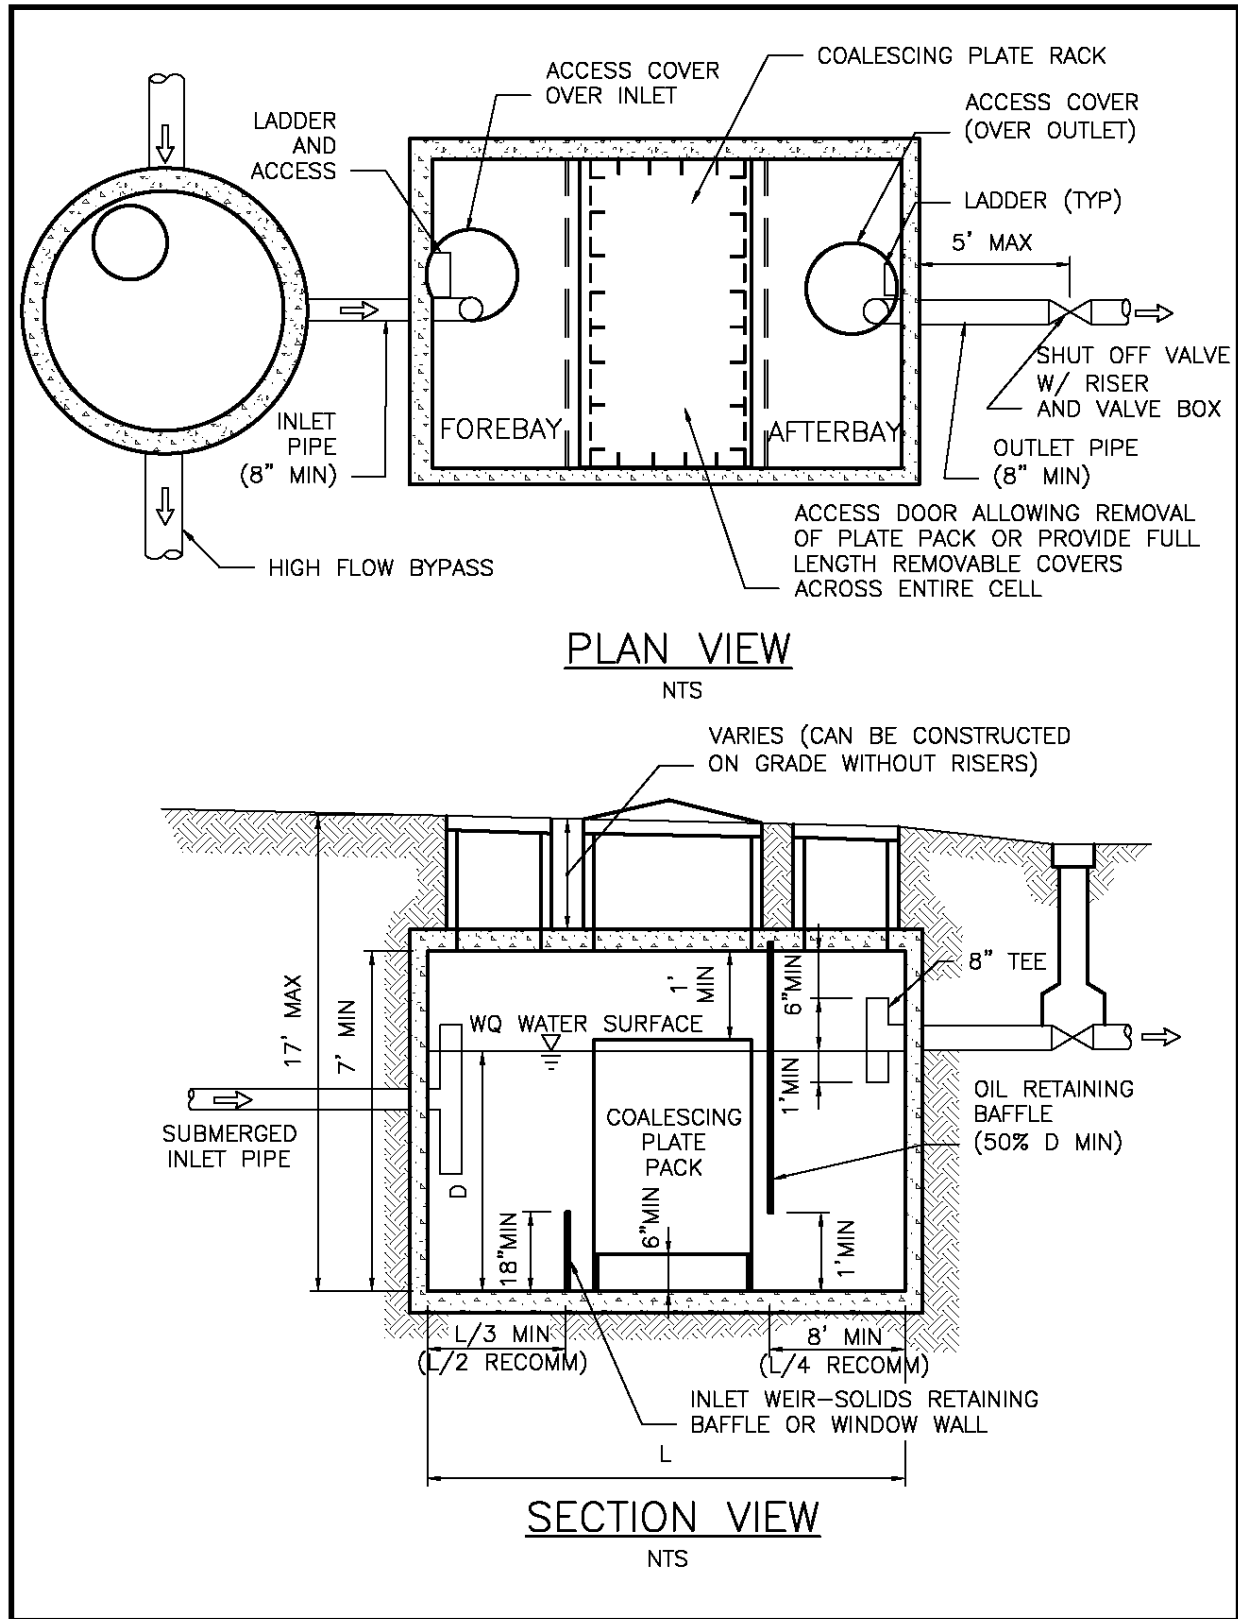 COALESCING PLATE RACK
ACCESS COVER
OVER INLET
ACCESS COVER
(OVER OUTLET)
LADDER
AND
ACCESS
LADDER (TYP)
5' MAX
SHUT OFF VALVE
W/ RISER
AND VALVE BOX
INLET
PIPE
(8" MIN)
FOREBAY
AFTERBAY
OUTLET PIPE
(8" MIN)
ACCESS DOOR ALLOWING REMOVAL
OF PLATE PACK OR PROVIDE FULL
LENGTH REMOVABLE COVERS
ACROSS ENTIRE CELL
HIGH FLOW BYPASS
PLAN VIEW
NTS
VARIES (CAN BE CONSTRUCTED
ON GRADE WITHOUT RISERS)
17' MAX
7' MIN
1'
MIN
6"MIN
8" TEE
WQ WATER SURFACE
1'MIN
SUBMERGED
INLET PIPE
D
COALESCING
PLATE
PACK
OIL RETAINING
BAFFLE
(50% D MIN)
18"MIN
6"MIN
1'MIN
L/3 MIN
(L/2 RECOMM)
8' MIN
(L/4 RECOMM)
INLET WEIR-SOLIDS RETAINING
BAFFLE OR WINDOW WALL
L
SECTION VIEW
NTS